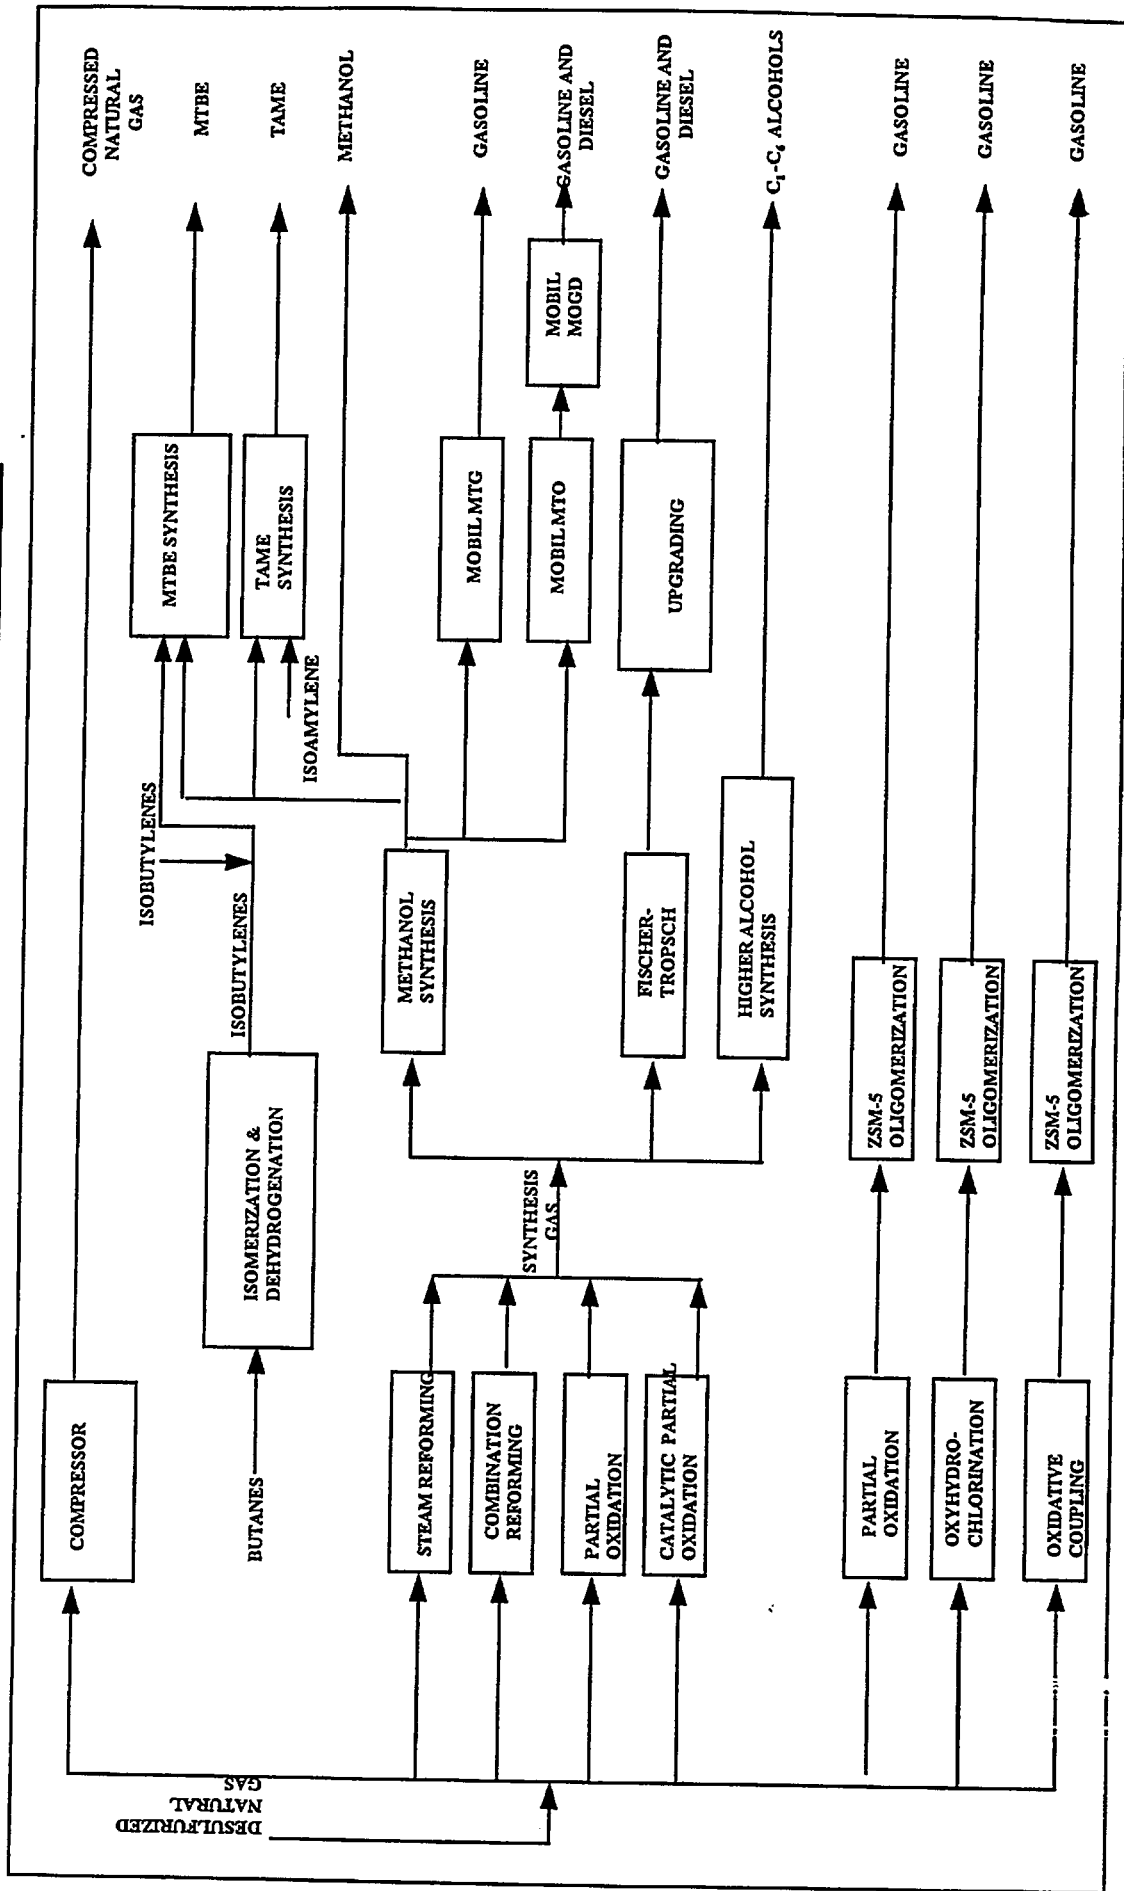 DESULFURIZED
NATURAL
GAS
COMPRESSOR
COMPRESSED
NATURAL
GAS
BUTANES
ISOMERIZATION &
DEHYDROGENATION
ISOBUTYLENES
ISOBUTYLENES
MTBE SYNTHESIS
MTBE
TAME
SYNTHESIS
ISOAMYLENE
TAME
METHANOL
STEAM REFORMING
COMBINATION
REFORMING
PARTIAL
OXIDATION
CATALYTIC PARTIAL
OXIDATION
SYNTHESIS
GAS
METHANOL
SYNTHESIS
MOBIL MTG
GASOLINE
MOBIL MTO
MOBIL
MOGD
GASOLINE AND
DIESEL
FISCHER-
TROPSCH
UPGRADING
GASOLINE AND
DIESEL
HIGHER ALCOHOL
SYNTHESIS
C₁-C₆ ALCOHOLS
PARTIAL
OXIDATION
ZSM-5
OLIGOMERIZATION
GASOLINE
OXYHYDRO-
CHLORINATION
ZSM-5
OLIGOMERIZATION
GASOLINE
OXIDATIVE
COUPLING
ZSM-5
OLIGOMERIZATION
GASOLINE